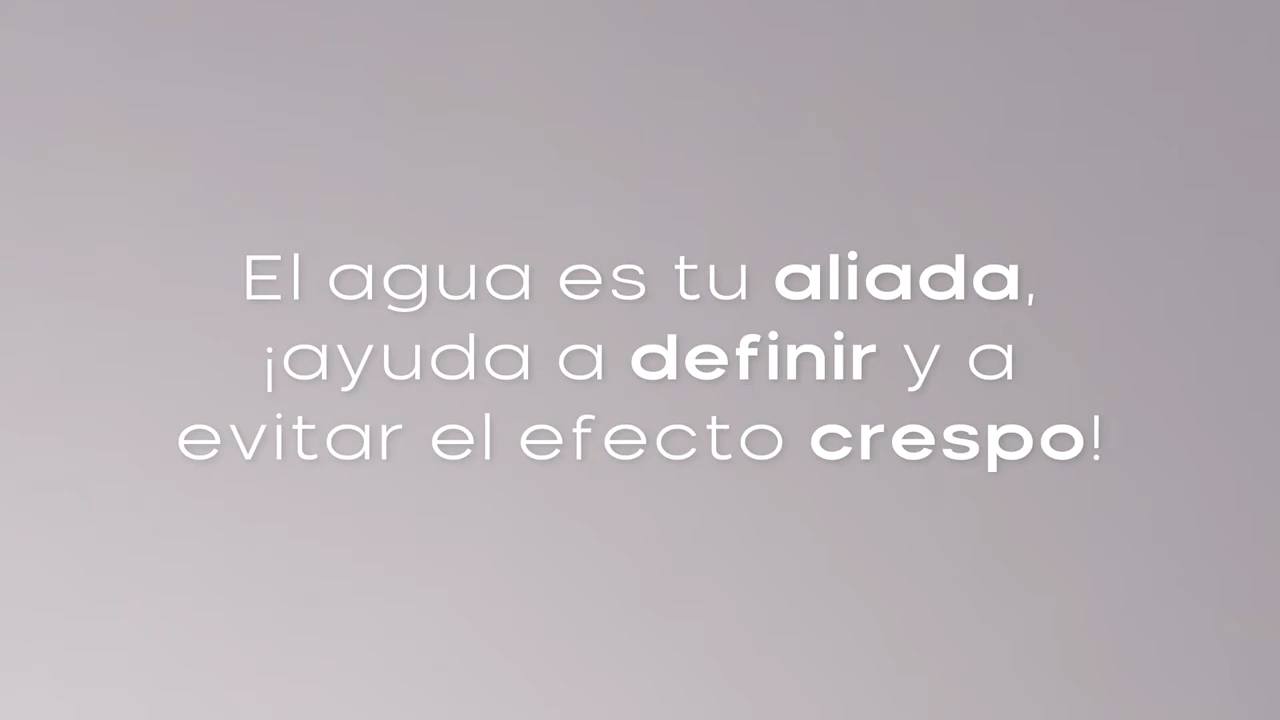 El agua es tu aliada,
¡ayuda a definir y a
evitar el efecto crespo!